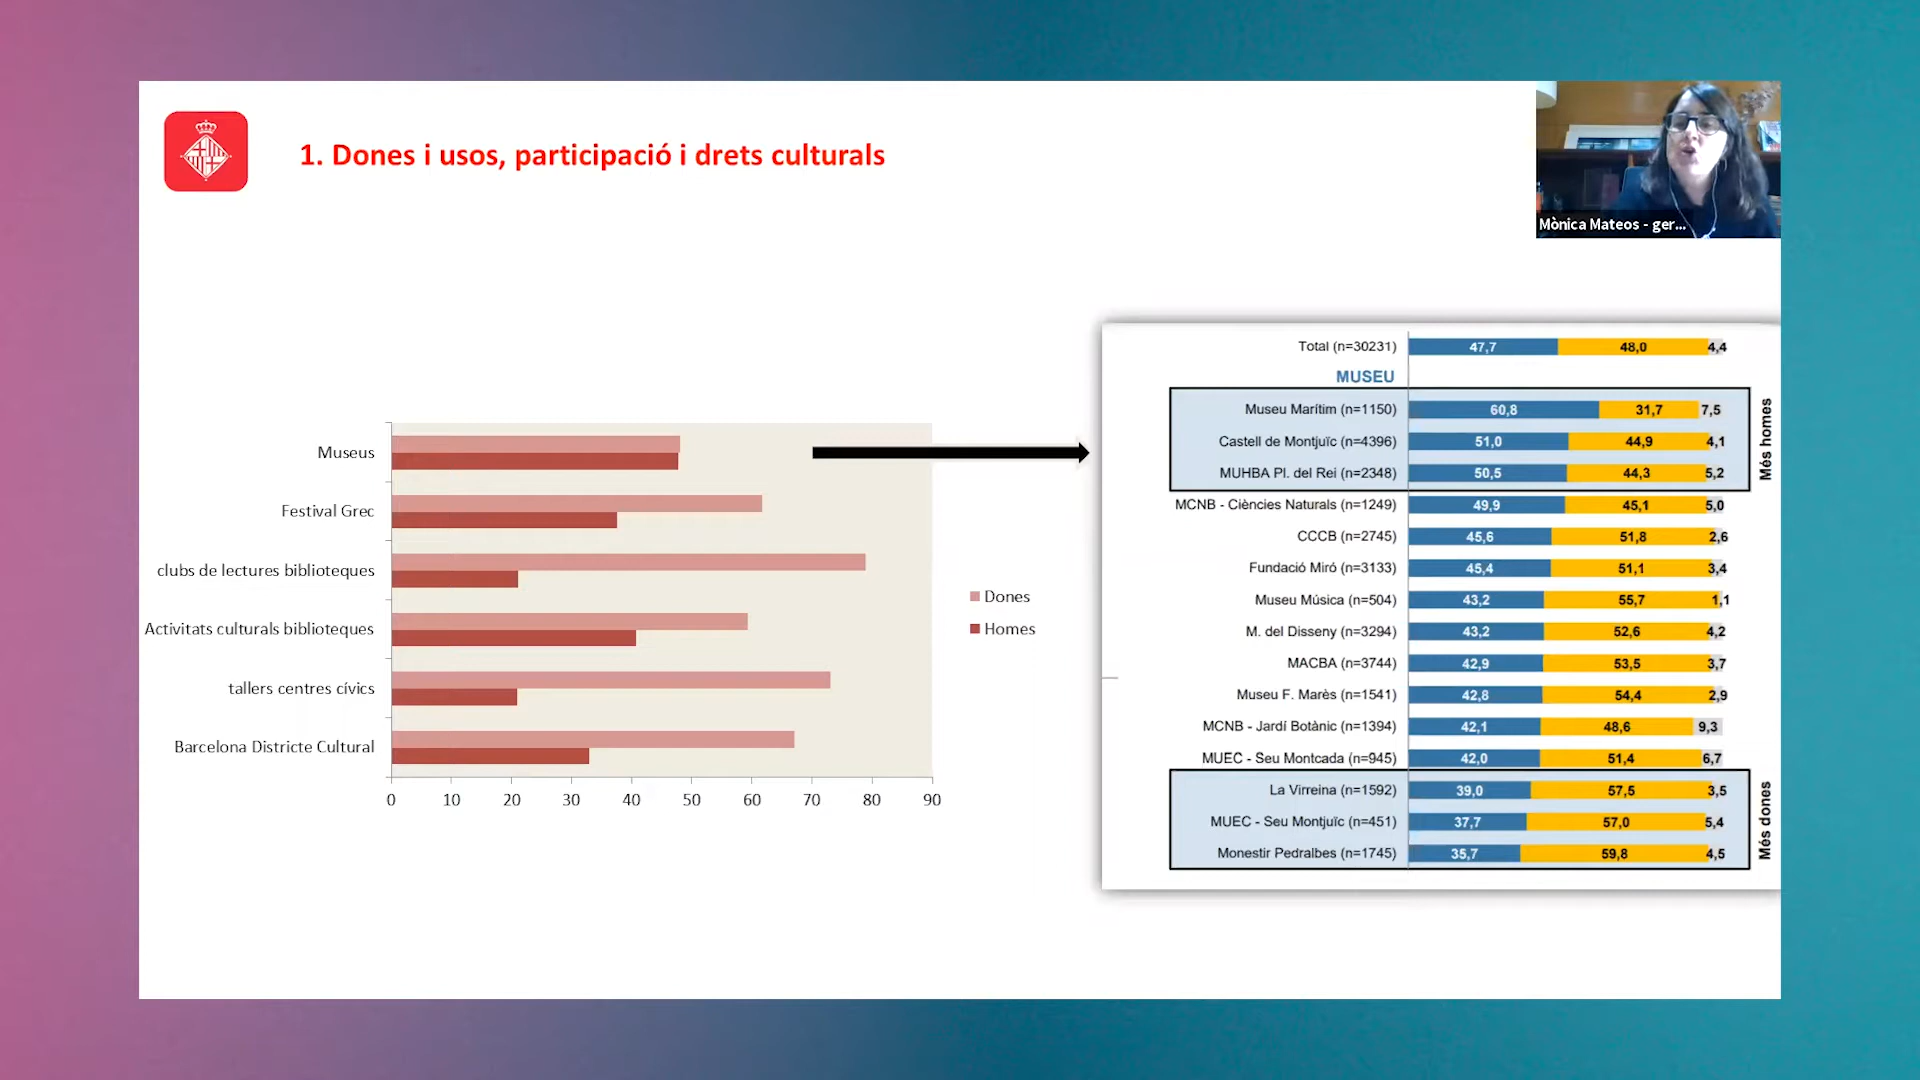 1. Dones i usos, participació i drets culturals
Mònica Mateos - ger...
Museus
Festival Grec
clubs de lectures biblioteques
Activitats culturals biblioteques
tallers centres cívics
Barcelona Districte Cultural
0 10 20 30 40 50 60 70 80 90
Dones
Homes
Total (n=30231) 47,7 48,0 4,4
MUSEU
Museu Marítim (n=1150) 60,8 31,7 7,5
Castell de Montjuïc (n=4396) 51,0 44,9 4,1
MUHBA Pl. del Rei (n=2348) 50,5 44,3 5,2
Més homes
MCNB - Ciències Naturals (n=1249) 49,9 45,1 5,0
CCCB (n=2745) 45,6 51,8 2,6
Fundació Miró (n=3133) 45,4 51,1 3,4
Museu Música (n=504) 43,2 55,7 1,1
M. del Disseny (n=3294) 43,2 52,6 4,2
MACBA (n=3744) 42,9 53,5 3,7
Museu F. Marès (n=1541) 42,8 54,4 2,9
MCNB - Jardí Botànic (n=1394) 42,1 48,6 9,3
MUEC - Seu Montcada (n=945) 42,0 51,4 6,7
La Virreina (n=1592) 39,0 57,5 3,5
MUEC - Seu Montjuïc (n=451) 37,7 57,0 5,4
Monestir Pedralbes (n=1745) 35,7 59,8 4,5
Més dones